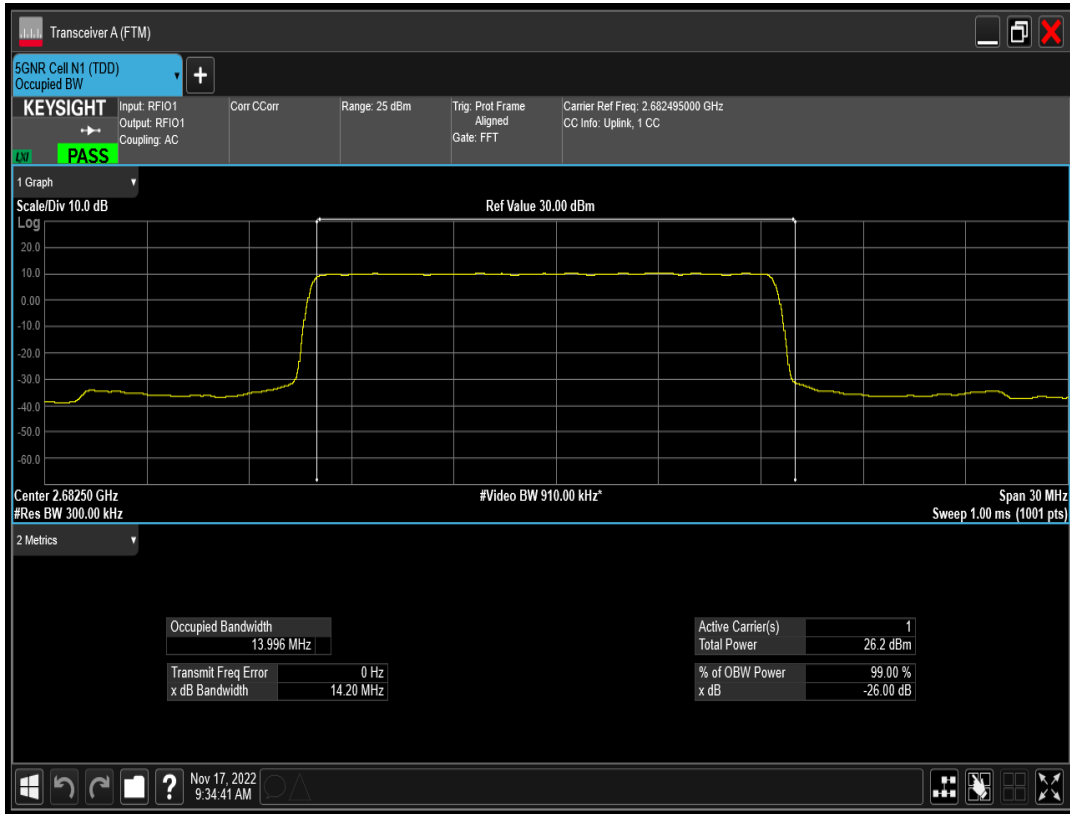 Transceiver A (FTM)
5GNR Cell N1 (TDD)
Occupied BW
+
KEYSIGHT
LXI
PASS
Input: RFIO1
Output: RFIO1
Coupling: AC
Corr CCorr
Range: 25 dBm
Trig: Prot Frame
Aligned
Gate: FFT
Carrier Ref Freq: 2.682495000 GHz
CC Info: Uplink, 1 CC
1 Graph
Scale/Div 10.0 dB
Ref Value 30.00 dBm
Log
20.0
10.0
0.00
-10.0
-20.0
-30.0
-40.0
-50.0
-60.0
Center 2.68250 GHz
#Video BW 910.00 kHz*
Span 30 MHz
#Res BW 300.00 kHz
Sweep 1.00 ms (1001 pts)
2 Metrics
Occupied Bandwidth
13.996 MHz
Transmit Freq Error 0 Hz
x dB Bandwidth 14.20 MHz
Active Carrier(s) 1
Total Power 26.2 dBm
% of OBW Power 99.00 %
x dB -26.00 dB
?
Nov 17, 2022
9:34:41 AM